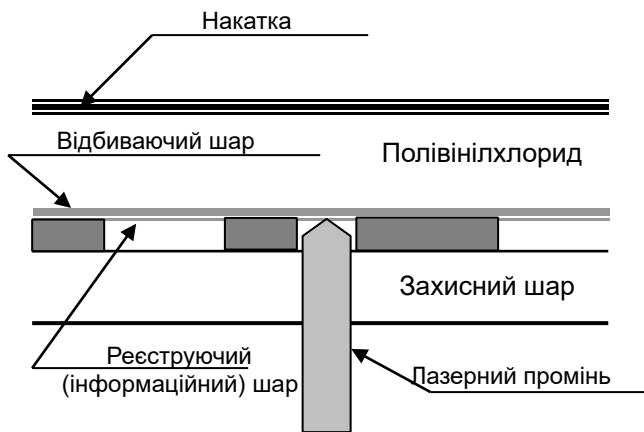 Накатка
Відбиваючий шар
Полівінілхлорид
Захисний шар
Реєструючий
(інформаційний) шар
Лазерний промінь